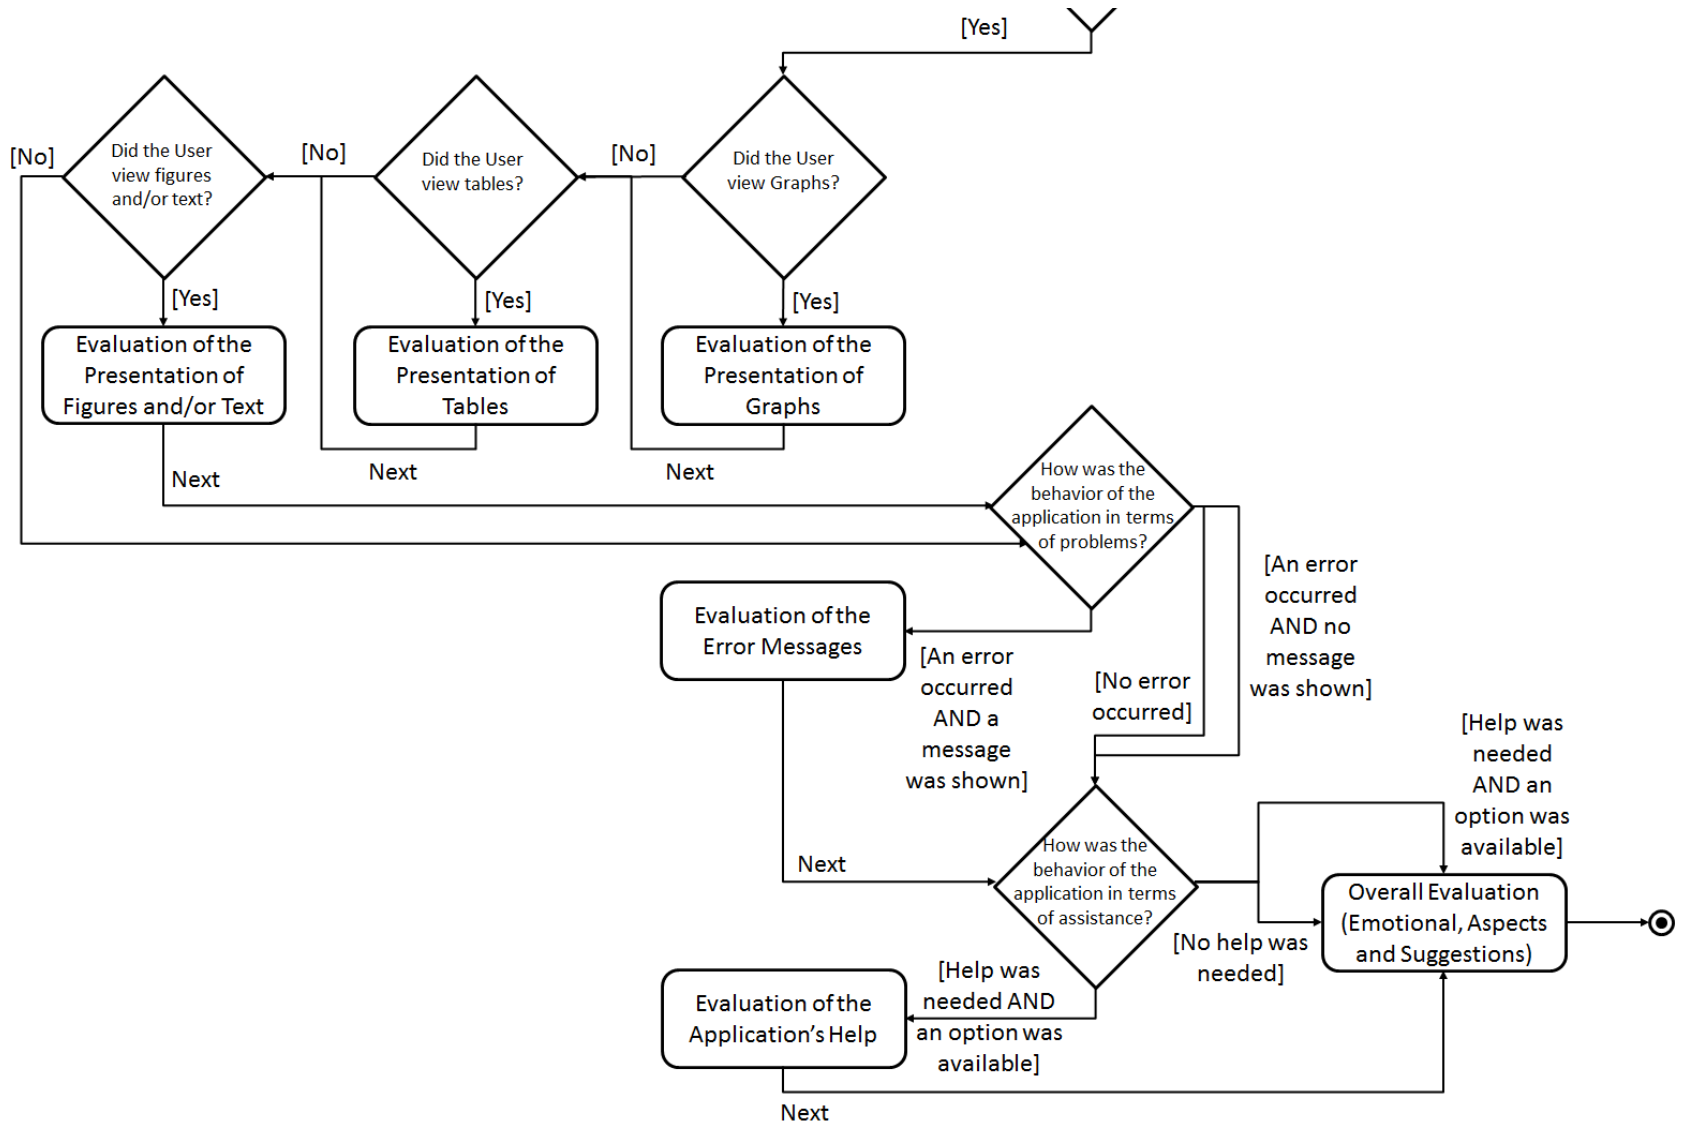 [Yes]
Did the User
view figures
and/or text?
[No]
Did the User
view tables?
[No]
Did the User
view Graphs?
[No]
[Yes]
[Yes]
[Yes]
Evaluation of the
Presentation of
Figures and/or Text
Evaluation of the
Presentation of
Tables
Evaluation of the
Presentation of
Graphs
Next
Next
Next
How was the
behavior of the
application in terms
of problems?
[An error
occurred
AND no
message
was shown]
Evaluation of the
Error Messages
[An error
occurred
AND a
message
was shown]
[No error
occurred]
[Help was
needed
AND an
option was
available]
Next
How was the
behavior of the
application in terms
of assistance?
Overall Evaluation
(Emotional, Aspects
and Suggestions)
[No help was
needed]
[Help was
needed AND
an option was
available]
Evaluation of the
Application’s Help
Next